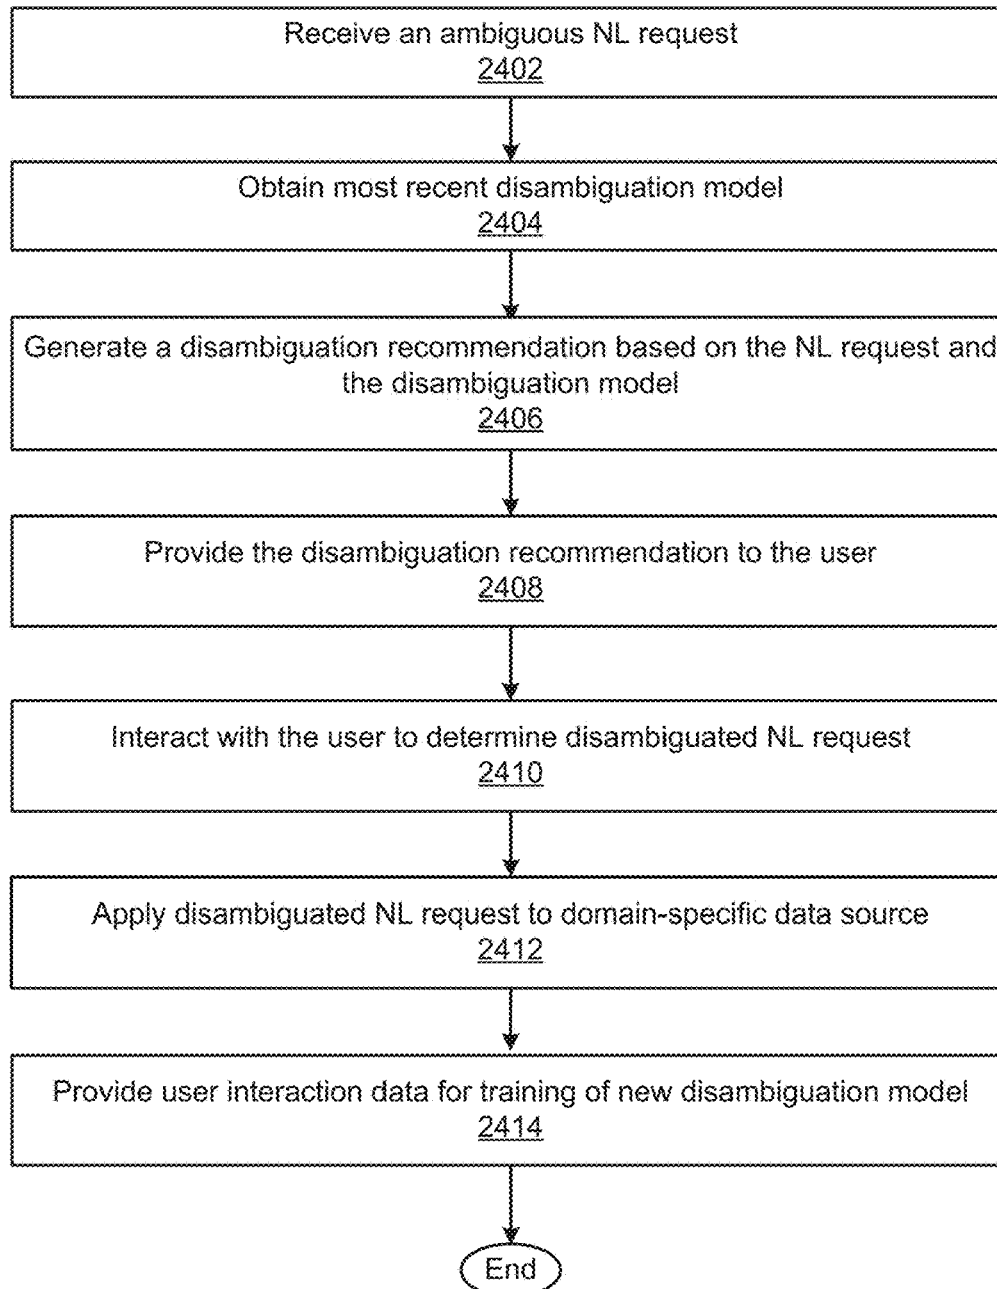 Receive an ambiguous NL request
2402
Obtain most recent disambiguation model
2404
Generate a disambiguation recommendation based on the NL request and
the disambiguation model
2406
Provide the disambiguation recommendation to the user
2408
Interact with the user to determine disambiguated NL request
2410
Apply disambiguated NL request to domain-specific data source
2412
Provide user interaction data for training of new disambiguation model
2414
End